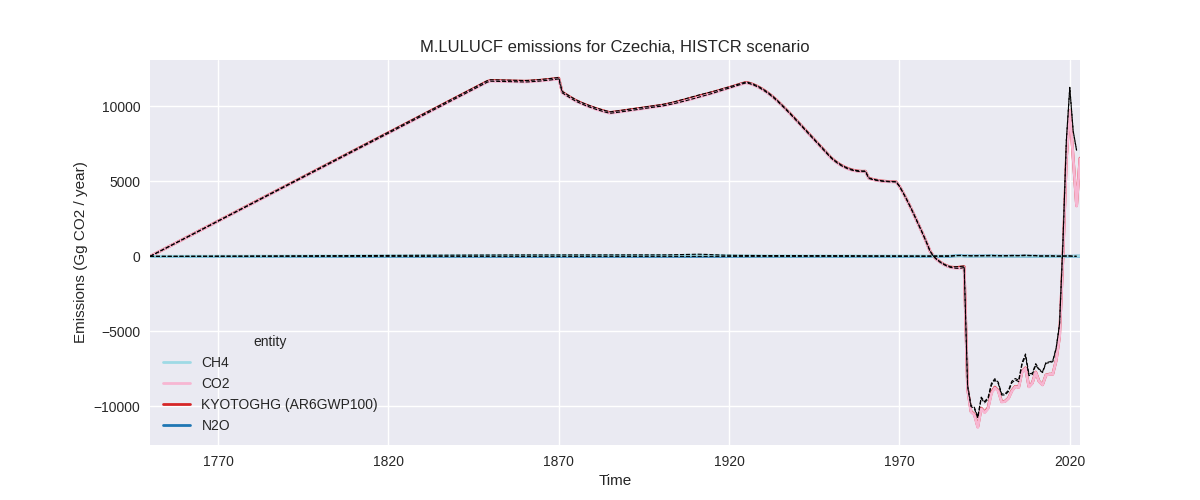 M.LULUCF emissions for Czechia, HISTCR scenario
Emissions (Gg CO2 / year)
10000
5000
0
−5000
−10000
entity
CH4
CO2
KYOTOGHG (AR6GWP100)
N2O
1770
1820
1870
1920
1970
2020
Time